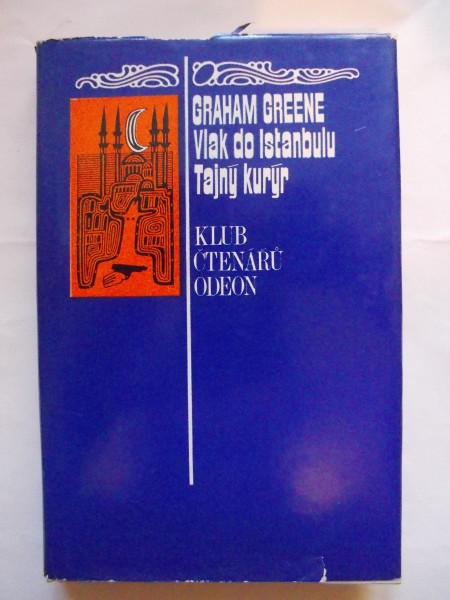 GRAHAM GREENE
Vlak do Istanbulu
Tajný kurýr
KLUB
ČTENÁŘŮ
ODEON